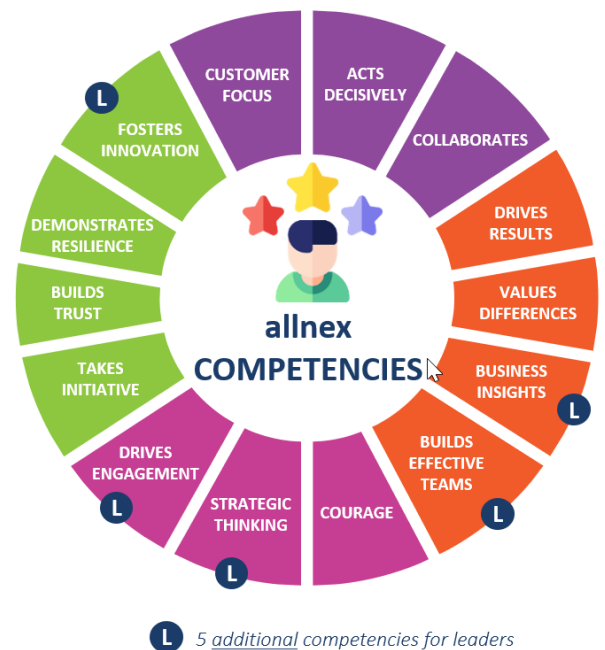 CUSTOMER
FOCUS
ACTS
DECISIVELY
COLLABORATES
DRIVES
RESULTS
VALUES
DIFFERENCES
BUSINESS
INSIGHTS
L
BUILDS
EFFECTIVE
TEAMS
L
COURAGE
STRATEGIC
THINKING
L
DRIVES
ENGAGEMENT
L
TAKES
INITIATIVE
BUILDS
TRUST
DEMONSTRATES
RESILIENCE
L
FOSTERS
INNOVATION
allnex
COMPETENCIES
L 5 additional competencies for leaders